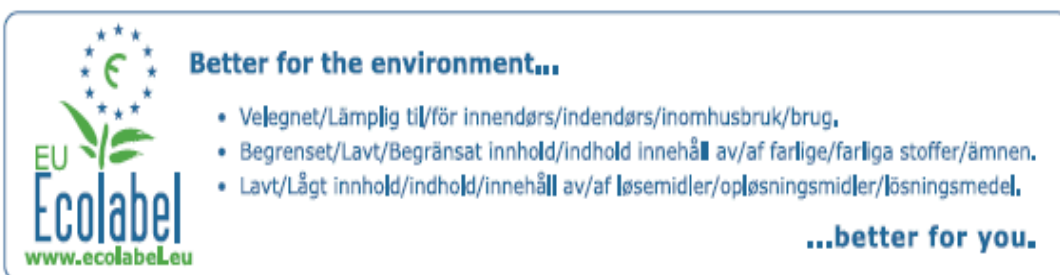 Better for the environment...
• Velegnet/Lämplig til/för innendørs/indendørs/inomhusbruk/brug.
• Begrenset/Lavt/Begränsat innhold/indhold innehåll av/af farlige/farliga stoffer/ämnen.
• Lavt/Lågt innhold/indhold/innehåll av/af løsemidler/opløsningsmidler/lösningsmedel.
...better for you.
EU
Ecolabel
www.ecolabel.eu